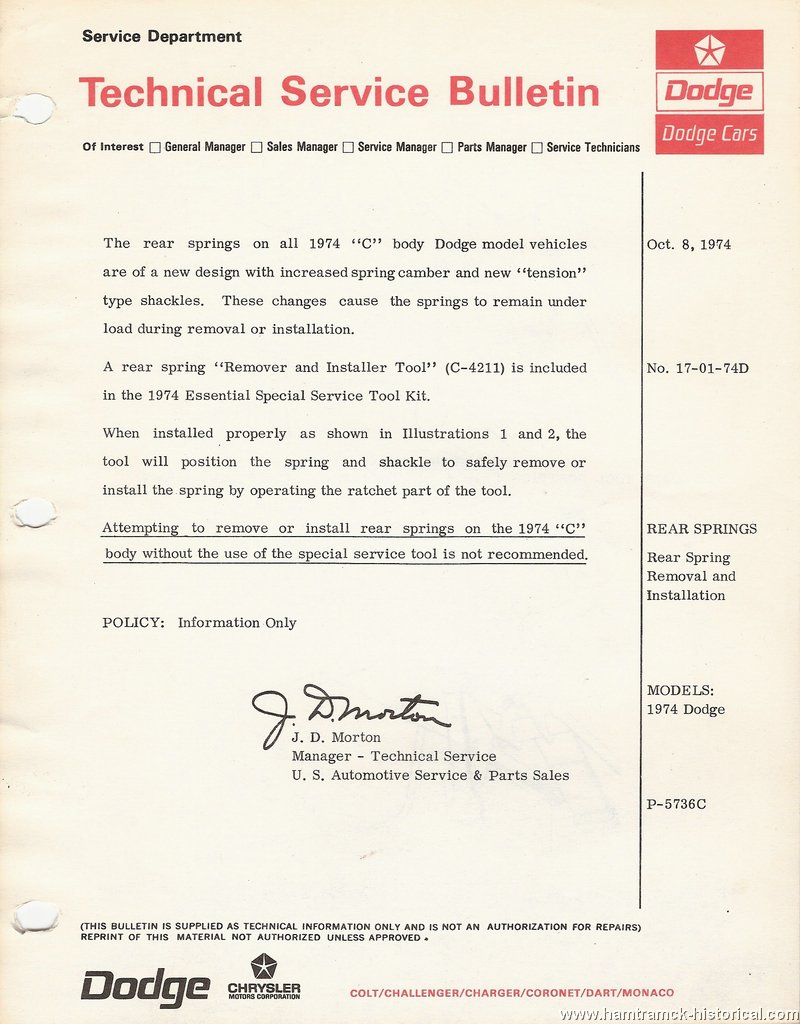 Service Department
Technical Service Bulletin
Dodge
Dodge Cars
Of Interest □ General Manager □ Sales Manager □ Service Manager □ Parts Manager □ Service Technicians
The rear springs on all 1974 "C" body Dodge model vehicles
are of a new design with increased spring camber and new "tension"
type shackles. These changes cause the springs to remain under
load during removal or installation.
A rear spring "Remover and Installer Tool" (C-4211) is included
in the 1974 Essential Special Service Tool Kit.
When installed properly as shown in Illustrations 1 and 2, the
tool will position the spring and shackle to safely remove or
install the spring by operating the ratchet part of the tool.
Attempting to remove or install rear springs on the 1974 "C"
body without the use of the special service tool is not recommended.
POLICY: Information Only
J. D. Morton
J. D. Morton
Manager - Technical Service
U. S. Automotive Service & Parts Sales
Oct. 8, 1974
No. 17-01-74D
REAR SPRINGS
Rear Spring
Removal and
Installation
MODELS:
1974 Dodge
P-5736C
(THIS BULLETIN IS SUPPLIED AS TECHNICAL INFORMATION ONLY AND IS NOT AN AUTHORIZATION FOR REPAIRS)
REPRINT OF THIS MATERIAL NOT AUTHORIZED UNLESS APPROVED.
Dodge
CHRYSLER
MOTORS CORPORATION
COLT/CHALLENGER/CHARGER/CORONET/DART/MONACO
www.hamtramck-historical.com